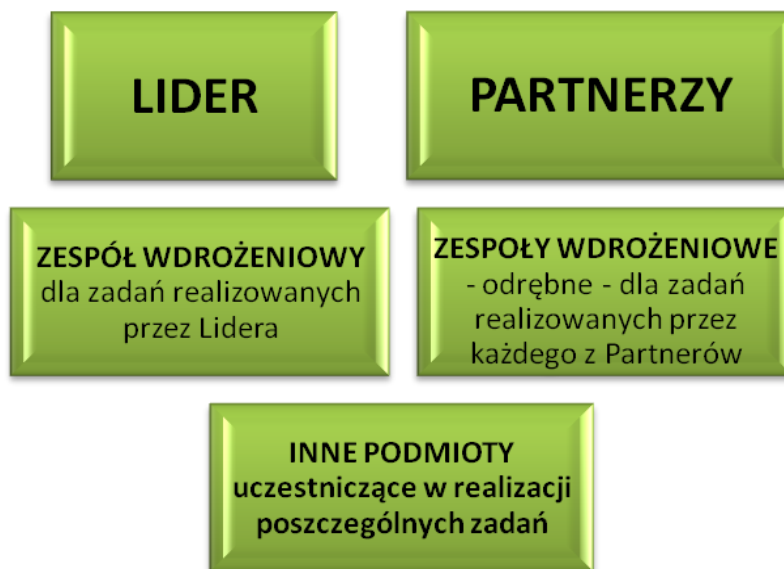 LIDER
PARTNERZY
ZESPÓŁ WDROŻENIOWY
dla zadań realizowanych
przez Lidera
ZESPOŁY WDROŻENIOWE
- odrębne - dla zadań
realizowanych przez
każdego z Partnerów
INNE PODMIOTY
uczestniczące w realizacji
poszczególnych zadań